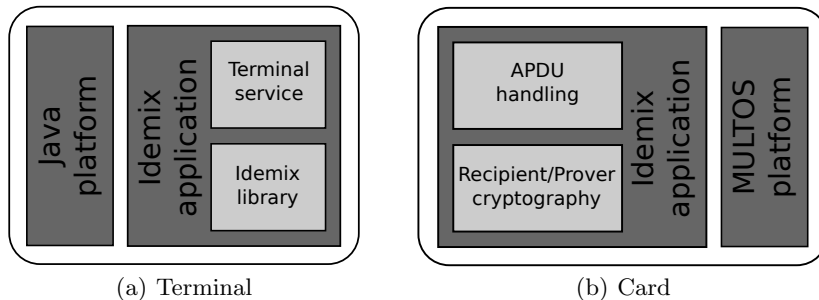 Java
platform
Idemix
application
Terminal
service
Idemix
library
(a) Terminal
APDU
handling
Recipient/Prover
cryptography
Idemix
application
MULTOS
platform
(b) Card